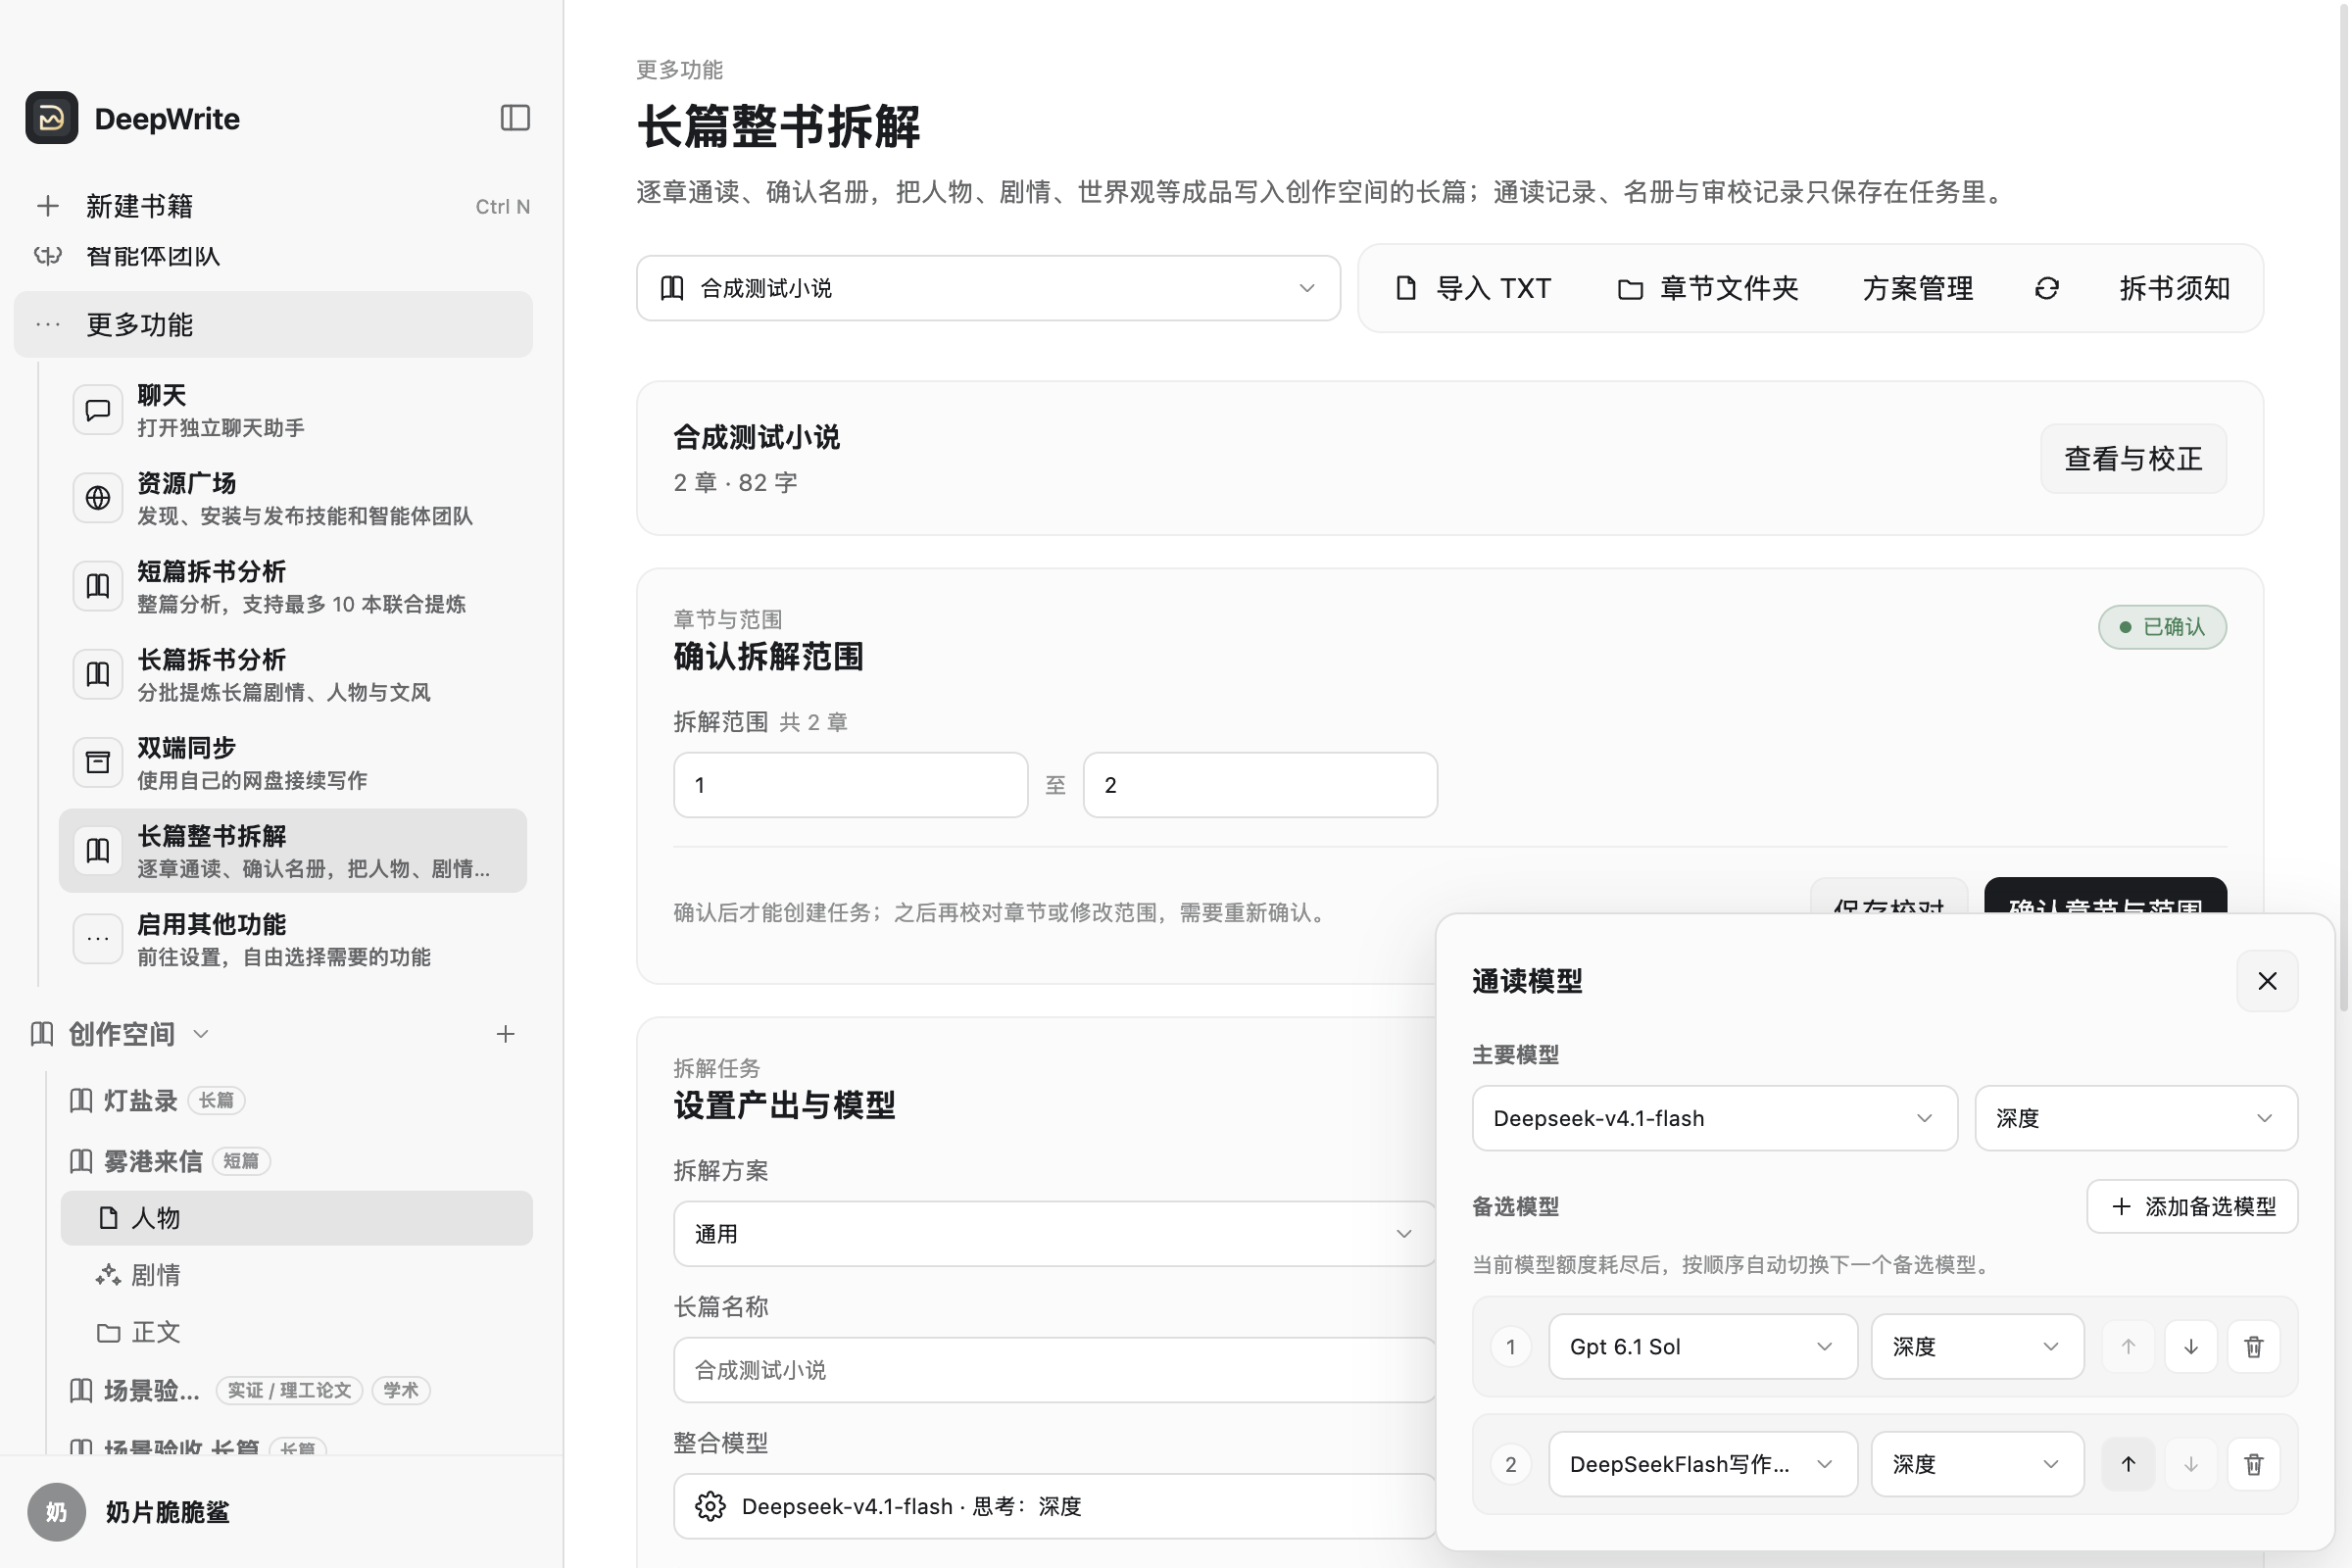 DeepWrite
新建书籍
Ctrl N
智能体团队
更多功能
聊天
打开独立聊天助手
资源广场
发现、安装与发布技能和智能体团队
短篇拆书分析
整篇分析，支持最多 10 本联合提炼
长篇拆书分析
分批提炼长篇剧情、人物与文风
双端同步
使用自己的网盘接续写作
长篇整书拆解
逐章通读、确认名册，把人物、剧情...
启用其他功能
前往设置，自由选择需要的功能
创作空间
灯盐录 长篇
雾港来信 短篇
人物
剧情
正文
场景验... 实证 / 理工论文 学术
场景验收 长篇 长篇
奶 奶片脆脆鲨
更多功能
长篇整书拆解
逐章通读、确认名册，把人物、剧情、世界观等成品写入创作空间的长篇；通读记录、名册与审校记录只保存在任务里。
合成测试小说
导入 TXT 章节文件夹 方案管理 拆书须知
合成测试小说
2 章 · 82 字
查看与校正
章节与范围
确认拆解范围
已确认
拆解范围 共 2 章
1 至 2
确认后才能创建任务；之后再校对章节或修改范围，需要重新确认。
保存校对 确认章节与范围
拆解任务
设置产出与模型
拆解方案
通用
长篇名称
合成测试小说
整合模型
Deepseek-v4.1-flash · 思考：深度
通读模型
主要模型
Deepseek-v4.1-flash 深度
备选模型
添加备选模型
当前模型额度耗尽后，按顺序自动切换下一个备选模型。
1 Gpt 6.1 Sol 深度
2 DeepSeekFlash写作... 深度